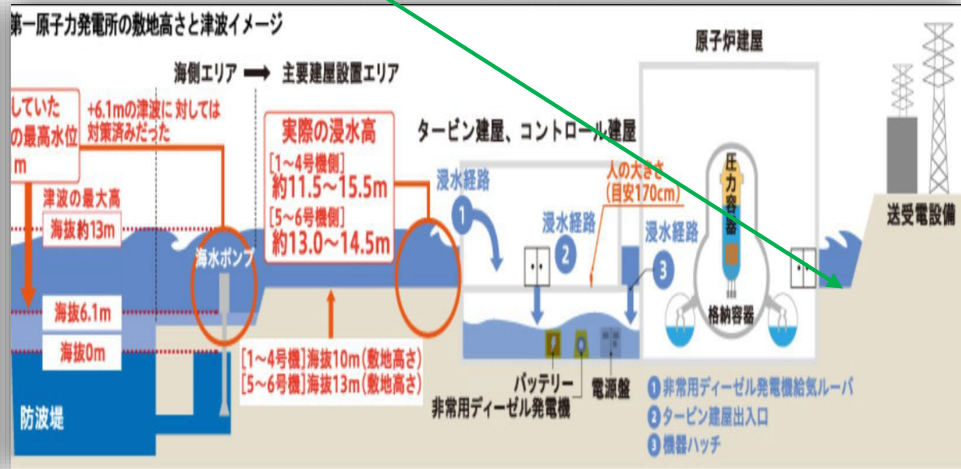 第一原子力発電所の敷地高さと津波イメージ
海側エリア
主要建屋設置エリア
原子炉建屋
していた
の最高水位
m
+6.1mの津波に対しては
対策済みだった
実際の浸水高
[1〜4号機側]
約11.5〜15.5m
[5〜6号機側]
約13.0〜14.5m
タービン建屋、コントロール建屋
人の大きさ
(目安170cm)
浸水経路
1
浸水経路
2
浸水経路
3
圧力容器
格納容器
送受電設備
津波の最大高
海抜約13m
海水ポンプ
海抜6.1m
海抜0m
防波堤
[1〜4号機]海抜10m(敷地高さ)
[5〜6号機]海抜13m(敷地高さ)
バッテリー
非常用ディーゼル発電機
電源盤
1 非常用ディーゼル発電機給気ルーバ
2 タービン建屋出入口
3 機器ハッチ